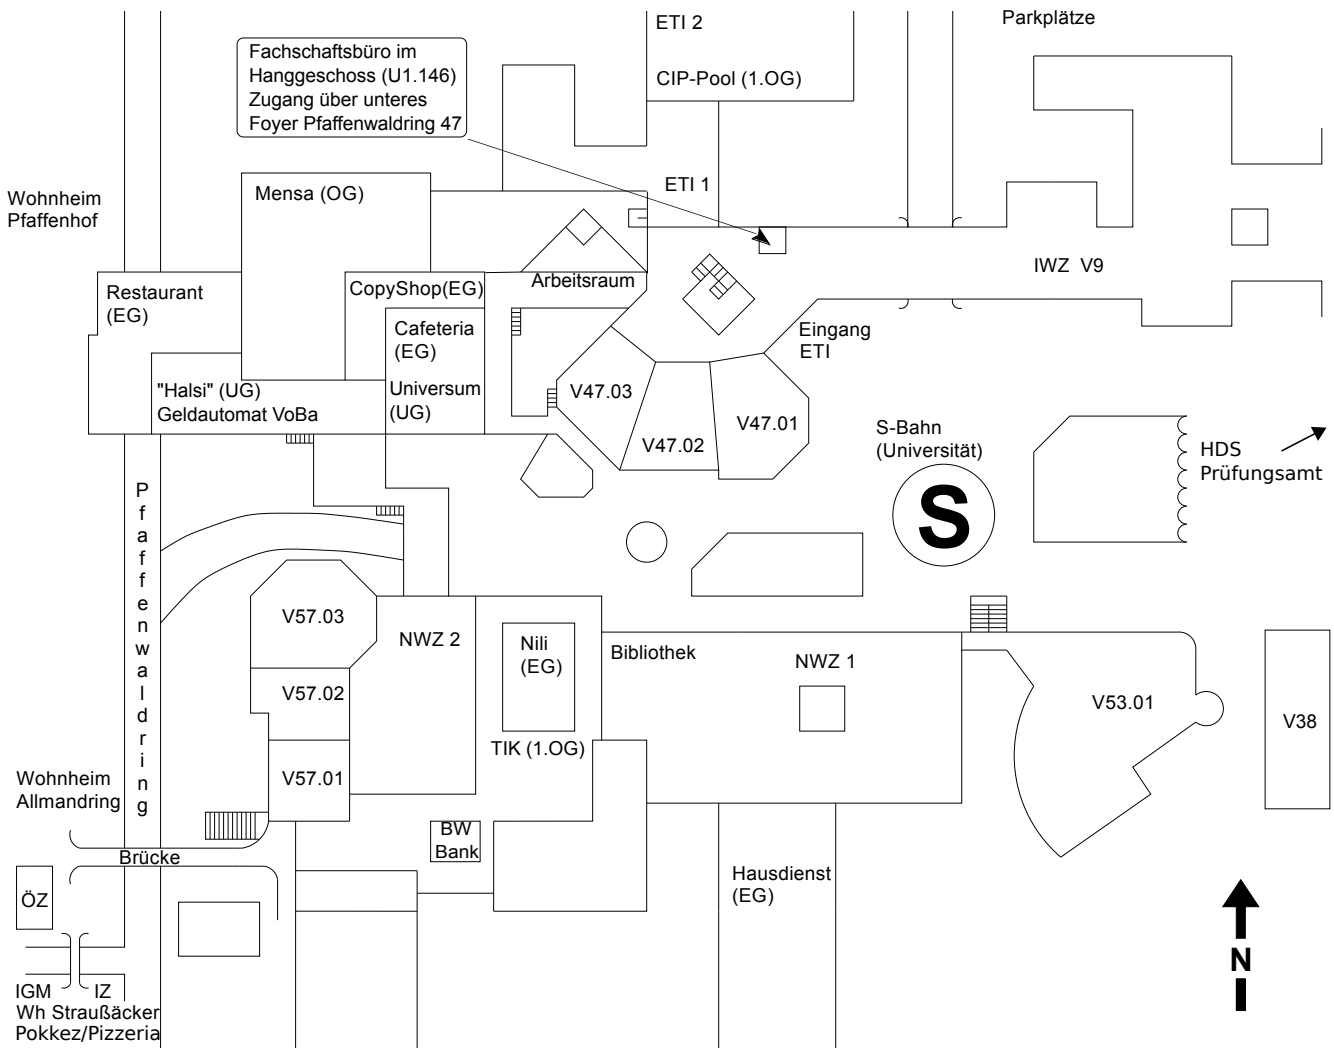 ETI 2
Parkplätze
Fachschaftsbüro im
Hanggeschoss (U1.146)
Zugang über unteres
Foyer Pfaffenwaldring 47
CIP-Pool (1.OG)
Wohnheim
Pfaffenhof
Mensa (OG)
ETI 1
Restaurant
(EG)
CopyShop(EG)
Arbeitsraum
IWZ V9
Cafeteria
(EG)
Eingang
ETI
"Halsi" (UG)
Geldautomat VoBa
Universum
(UG)
V47.03
V47.02
V47.01
S-Bahn
(Universität)
S
HDS
Prüfungsamt
Pfaffenwaldring
V57.03
NWZ 2
Nili
(EG)
Bibliothek
NWZ 1
V57.02
V53.01
V38
TIK (1.OG)
V57.01
Wohnheim
Allmandring
BW
Bank
Brücke
ÖZ
Hausdienst
(EG)
N
IGM
IZ
Wh Straußäcker
Pokkez/Pizzeria